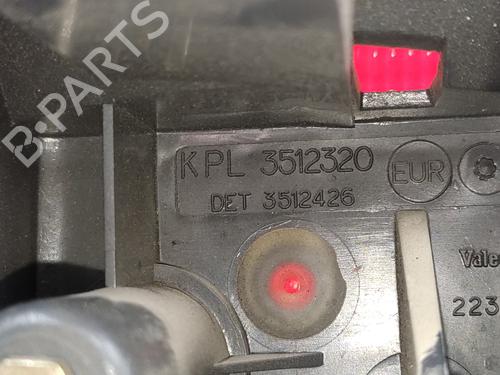 B-PARTS
KPL 3512320
DET 3512426
EUR
Vale
223